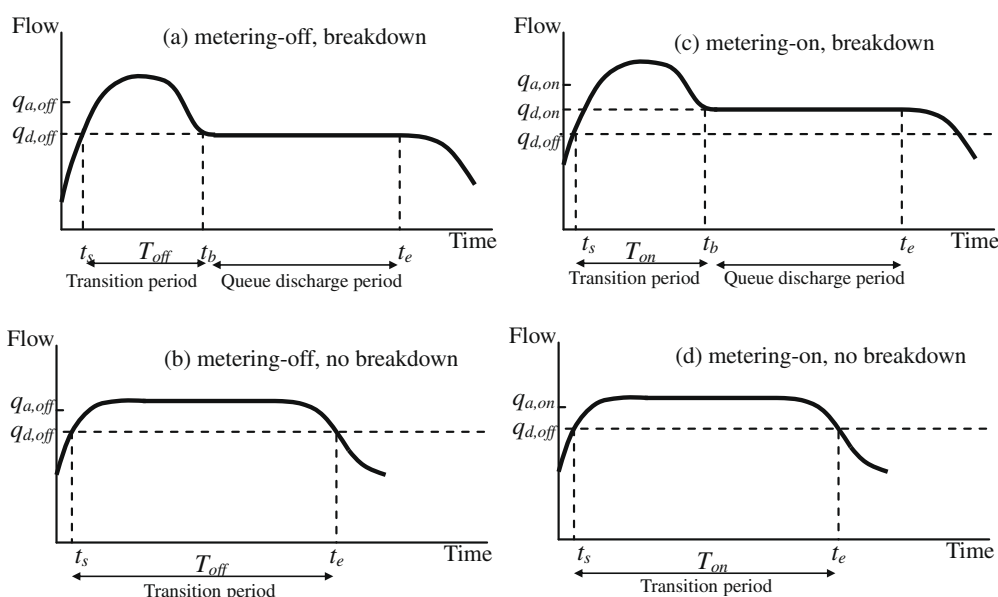 Flow
(a) metering-off, breakdown
q_a,off
q_d,off
t_s
T_off
t_b
t_e
Time
Transition period
Queue discharge period
Flow
(c) metering-on, breakdown
q_a,on
q_d,on
q_d,off
t_s
T_on
t_b
t_e
Time
Transition period
Queue discharge period
Flow
(b) metering-off, no breakdown
q_a,off
q_d,off
t_s
T_off
t_e
Time
Transition period
Flow
(d) metering-on, no breakdown
q_a,on
q_d,off
t_s
T_on
t_e
Time
Transition period